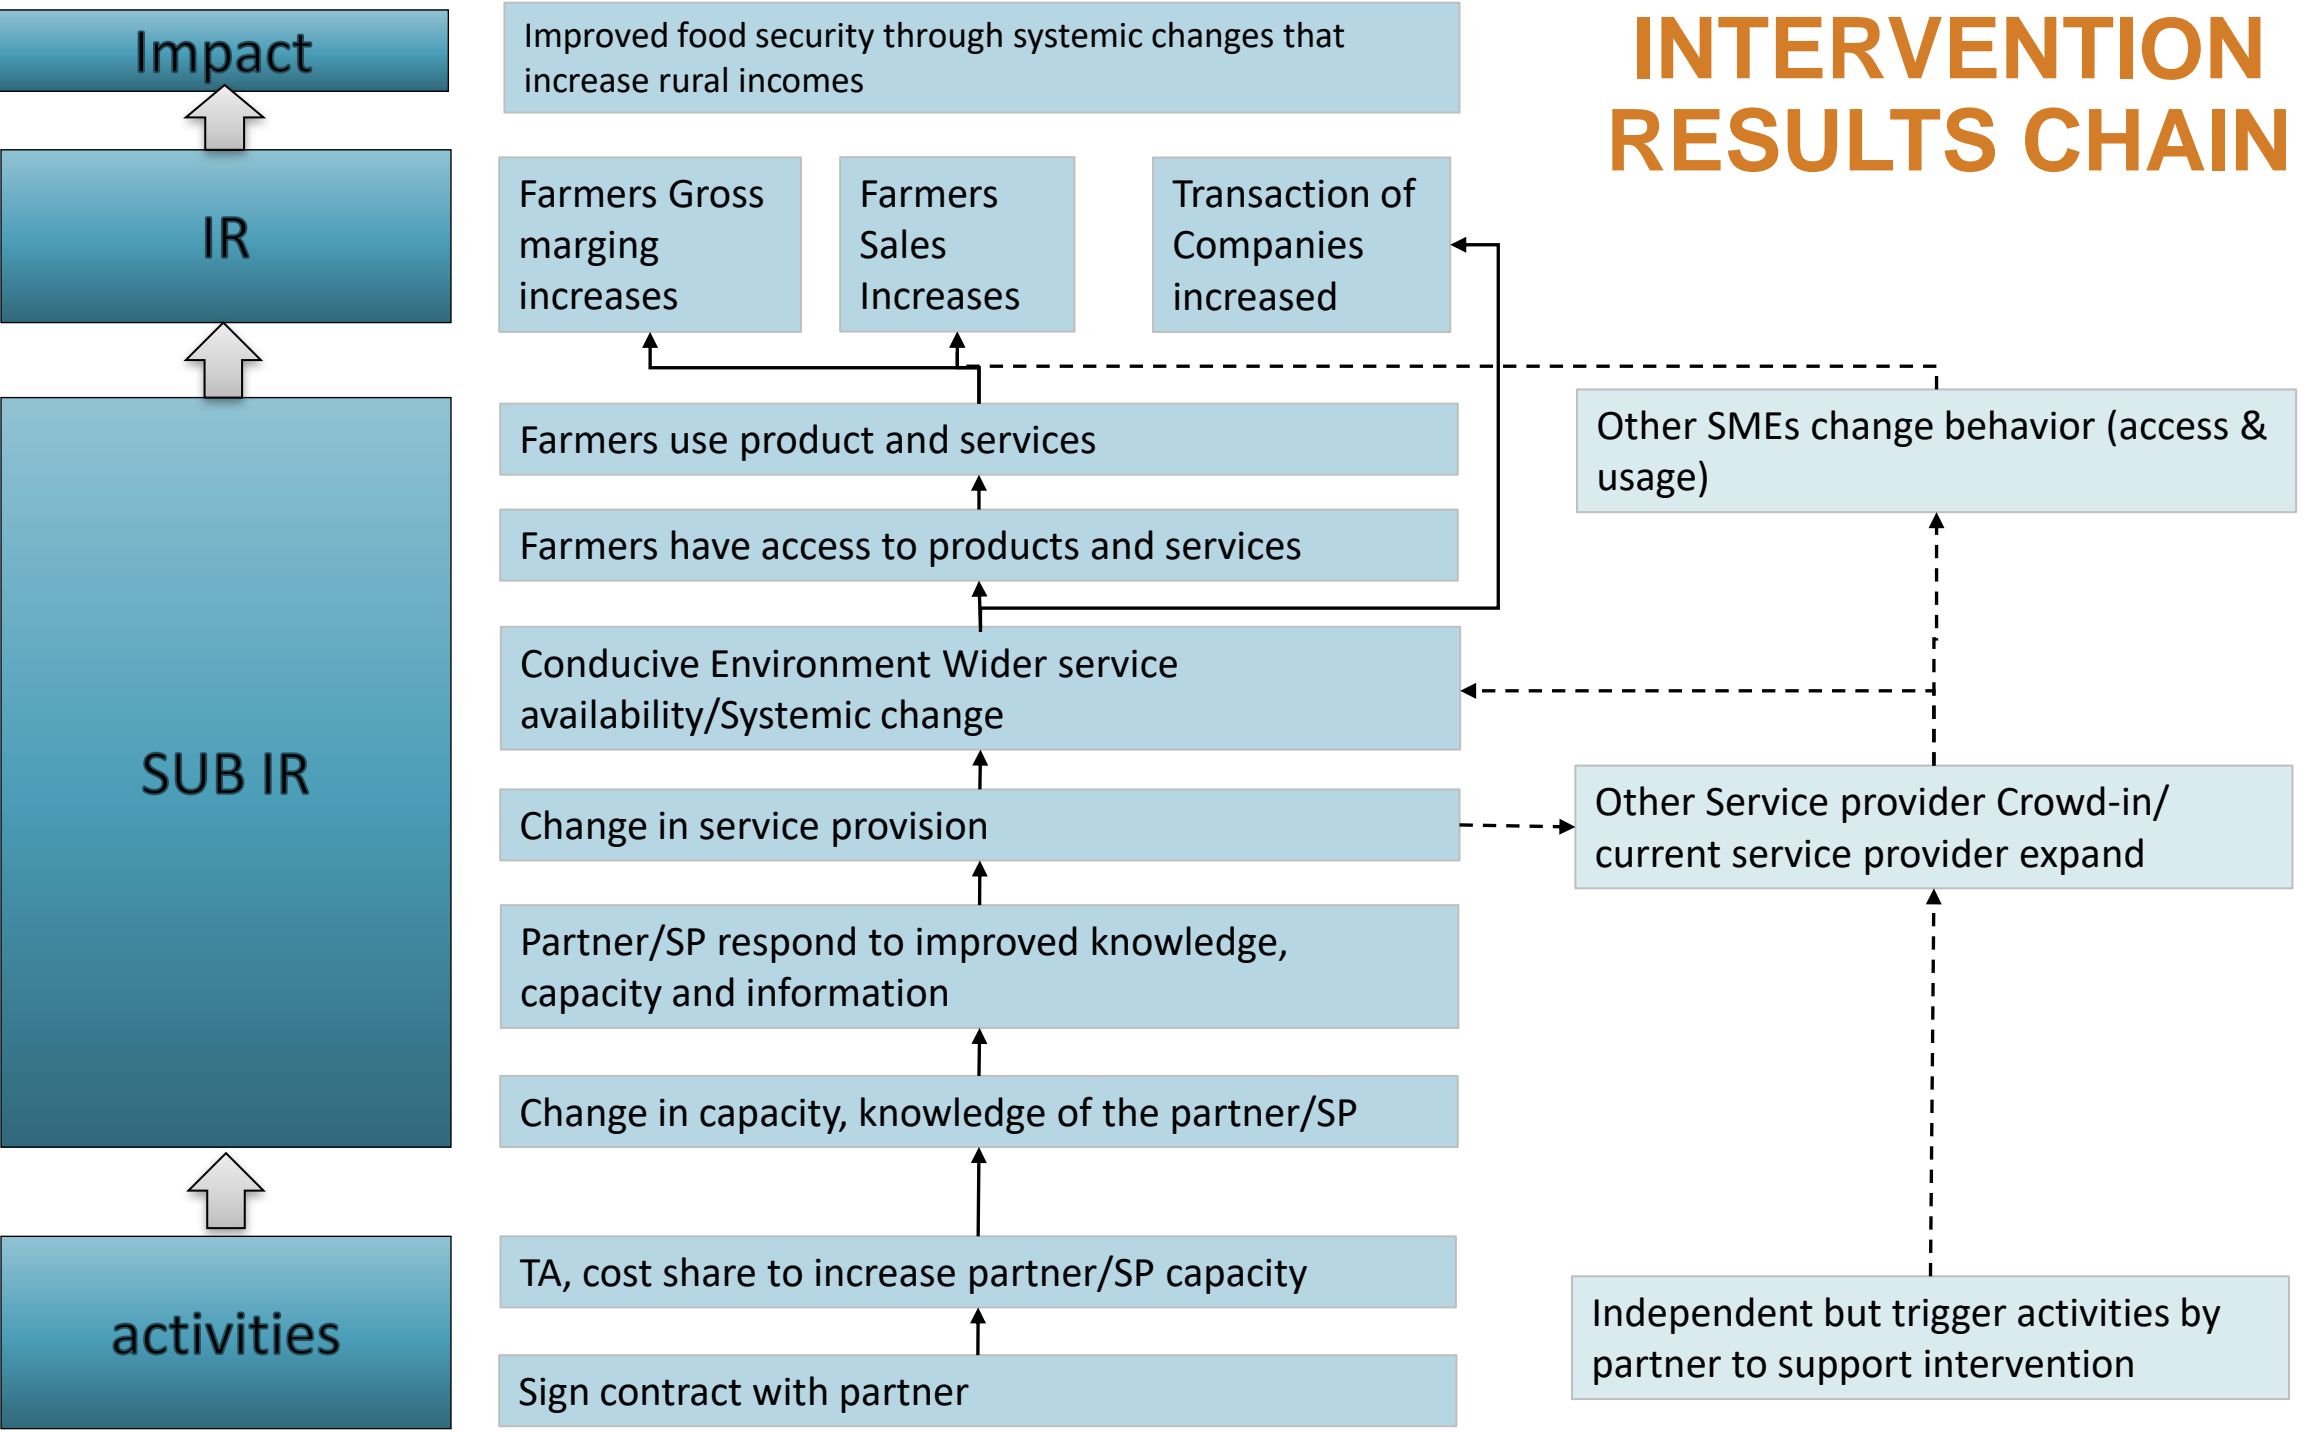 INTERVENTION
RESULTS CHAIN
Impact
Improved food security through systemic changes that
increase rural incomes
IR
Farmers Gross
marging
increases
Farmers
Sales
Increases
Transaction of
Companies
increased
SUB IR
Farmers use product and services
Other SMEs change behavior (access &
usage)
Farmers have access to products and services
Conducive Environment Wider service
availability/Systemic change
Change in service provision
Other Service provider Crowd-in/
current service provider expand
Partner/SP respond to improved knowledge,
capacity and information
Change in capacity, knowledge of the partner/SP
activities
TA, cost share to increase partner/SP capacity
Sign contract with partner
Independent but trigger activities by
partner to support intervention